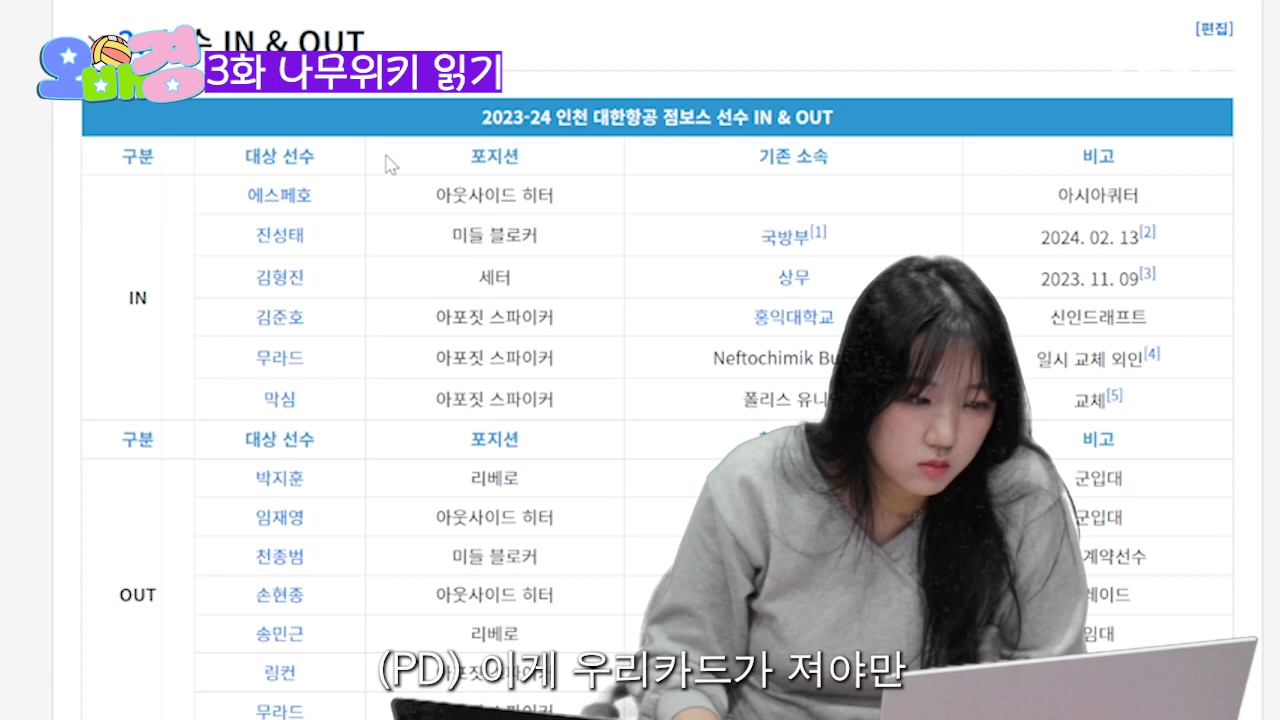 오배경
3화 나무위키 읽기
수 IN & OUT
[편집]
2023-24 인천 대한항공 점보스 선수 IN & OUT
구분 대상 선수 포지션 기존 소속 비고
IN
에스페호 아웃사이드 히터 아시아쿼터
진성태 미들 블로커 국방부[1] 2024. 02. 13[2]
김형진 세터 상무 2023. 11. 09[3]
김준호 아포짓 스파이커 홍익대학교 신인드래프트
무라드 아포짓 스파이커 Neftochimik 일시 교체 외인[4]
막심 아포짓 스파이커 폴리스 교체[5]
구분 대상 선수 포지션 비고
OUT
박지훈 리베로 군입대
임재영 아웃사이드 히터 군입대
천종범 미들 블로커 계약선수
손현종 아웃사이드 히터
송민근 리베로
링컨
무라드
(PD) 이게 우리카드가 져야만